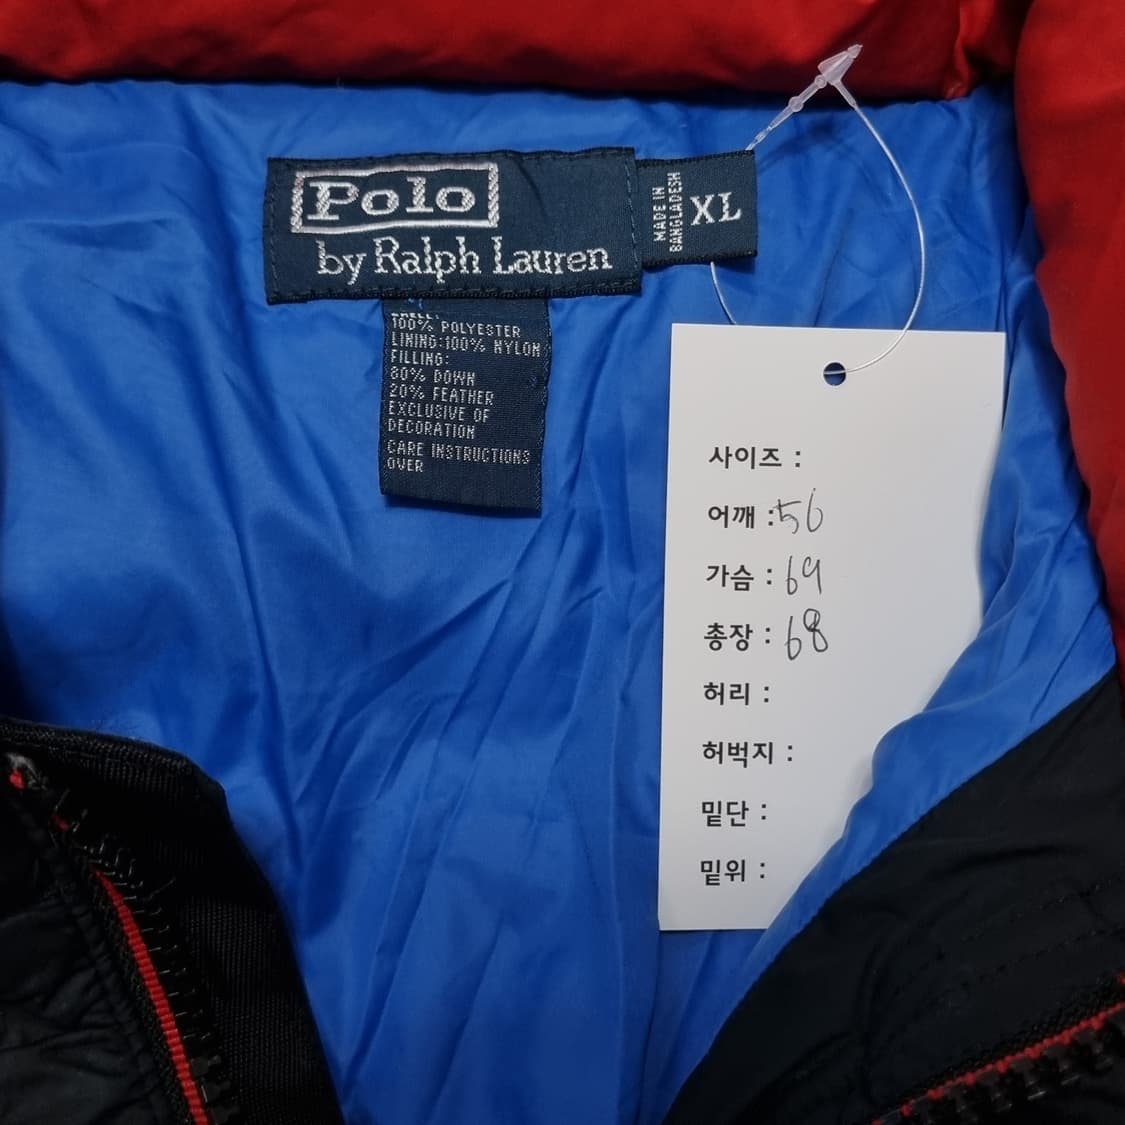 Polo
by Ralph Lauren
MADE IN
BANGLADESH
XL
SHELL:
100% POLYESTER
LINING:100% NYLON
FILLING:
80% DOWN
20% FEATHER
EXCLUSIVE OF
DECORATION
CARE INSTRUCTIONS
OVER
사이즈 :
어깨 : 56
가슴 : 69
총장 : 68
허리 :
허벅지 :
밑단 :
밑위 :